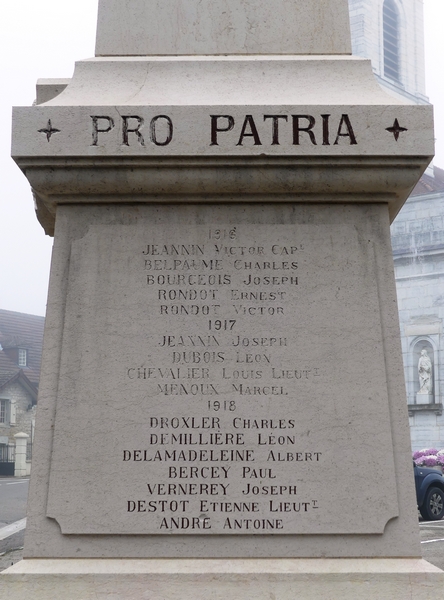 PRO PATRIA
1916
JEANNIN VICTOR CAPᴸ
BELPAUME CHARLES
BOURGEOIS JOSEPH
RONDOT ERNEST
RONDOT VICTOR
1917
JEANNIN JOSEPH
DUBOIS LÉON
CHEVALIER LOUIS LIEUTᵀ
MENOUX MARCEL
1918
DROXLER CHARLES
DEMILLIÈRE LÉON
DELAMADELEINE ALBERT
BERCEY PAUL
VERNEREY JOSEPH
DESTOT ETIENNE LIEUTᵀ
ANDRÉ ANTOINE